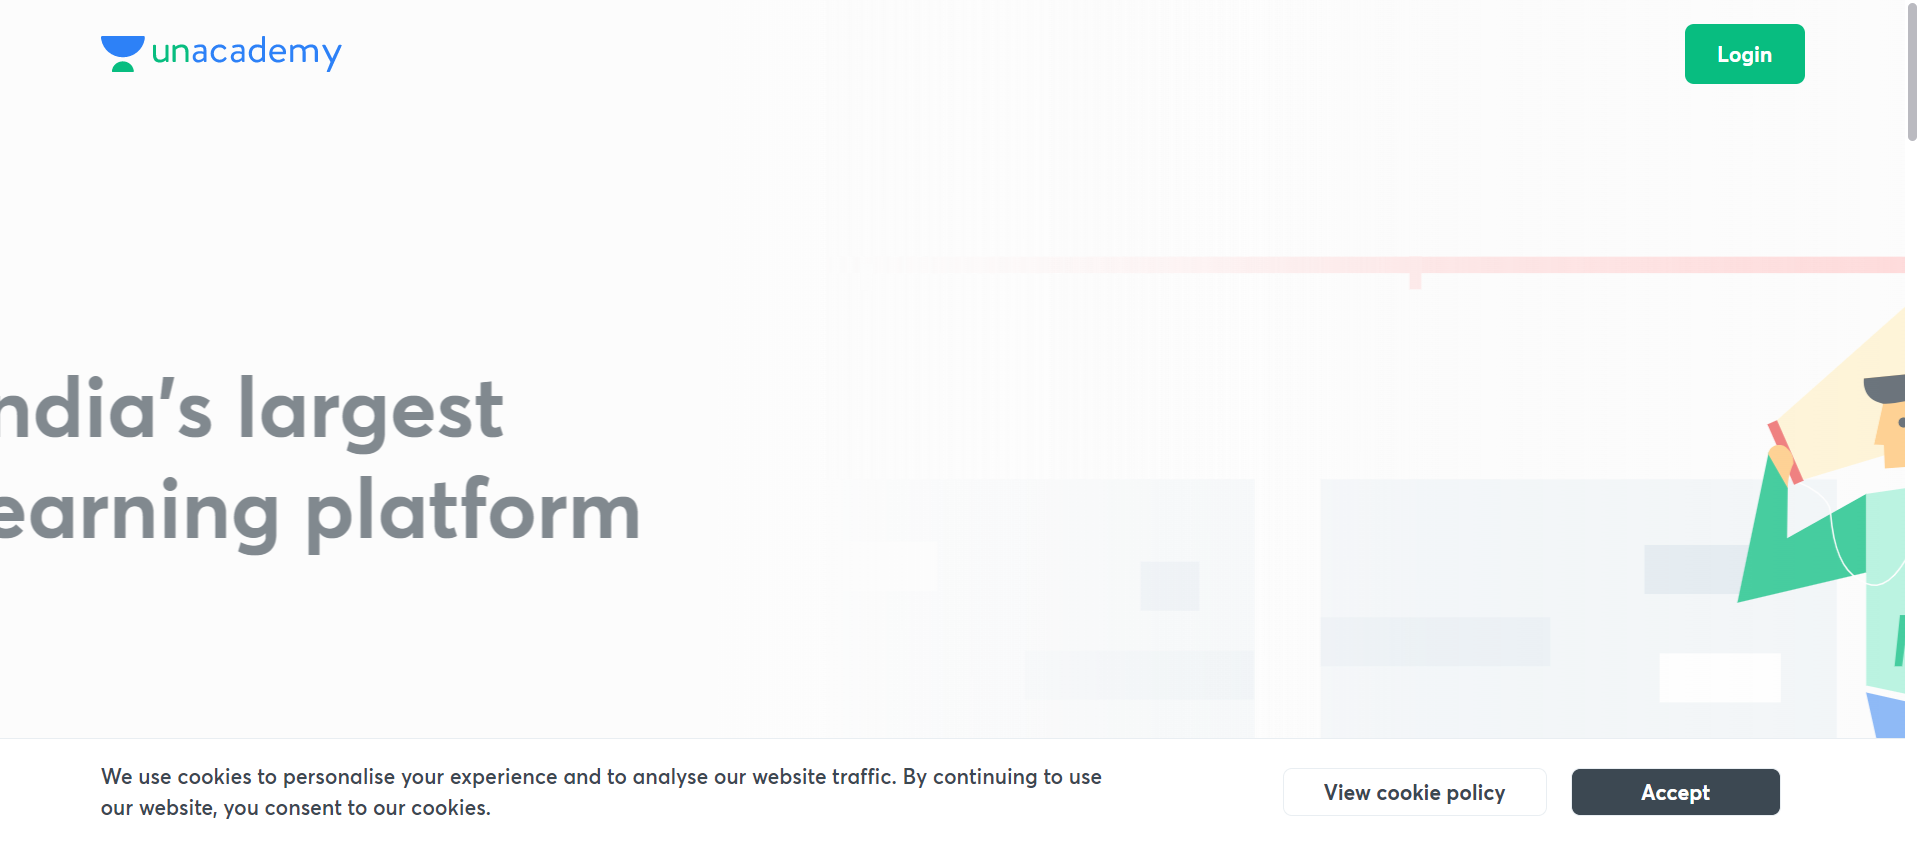 unacademy
Login
ndia's largest
earning platform
We use cookies to personalise your experience and to analyse our website traffic. By continuing to use
our website, you consent to our cookies.
View cookie policy
Accept